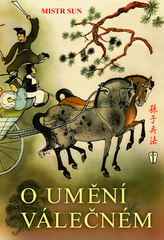 MISTR SUN
孫子兵法
O UMĚNÍ
VÁLEČNÉM